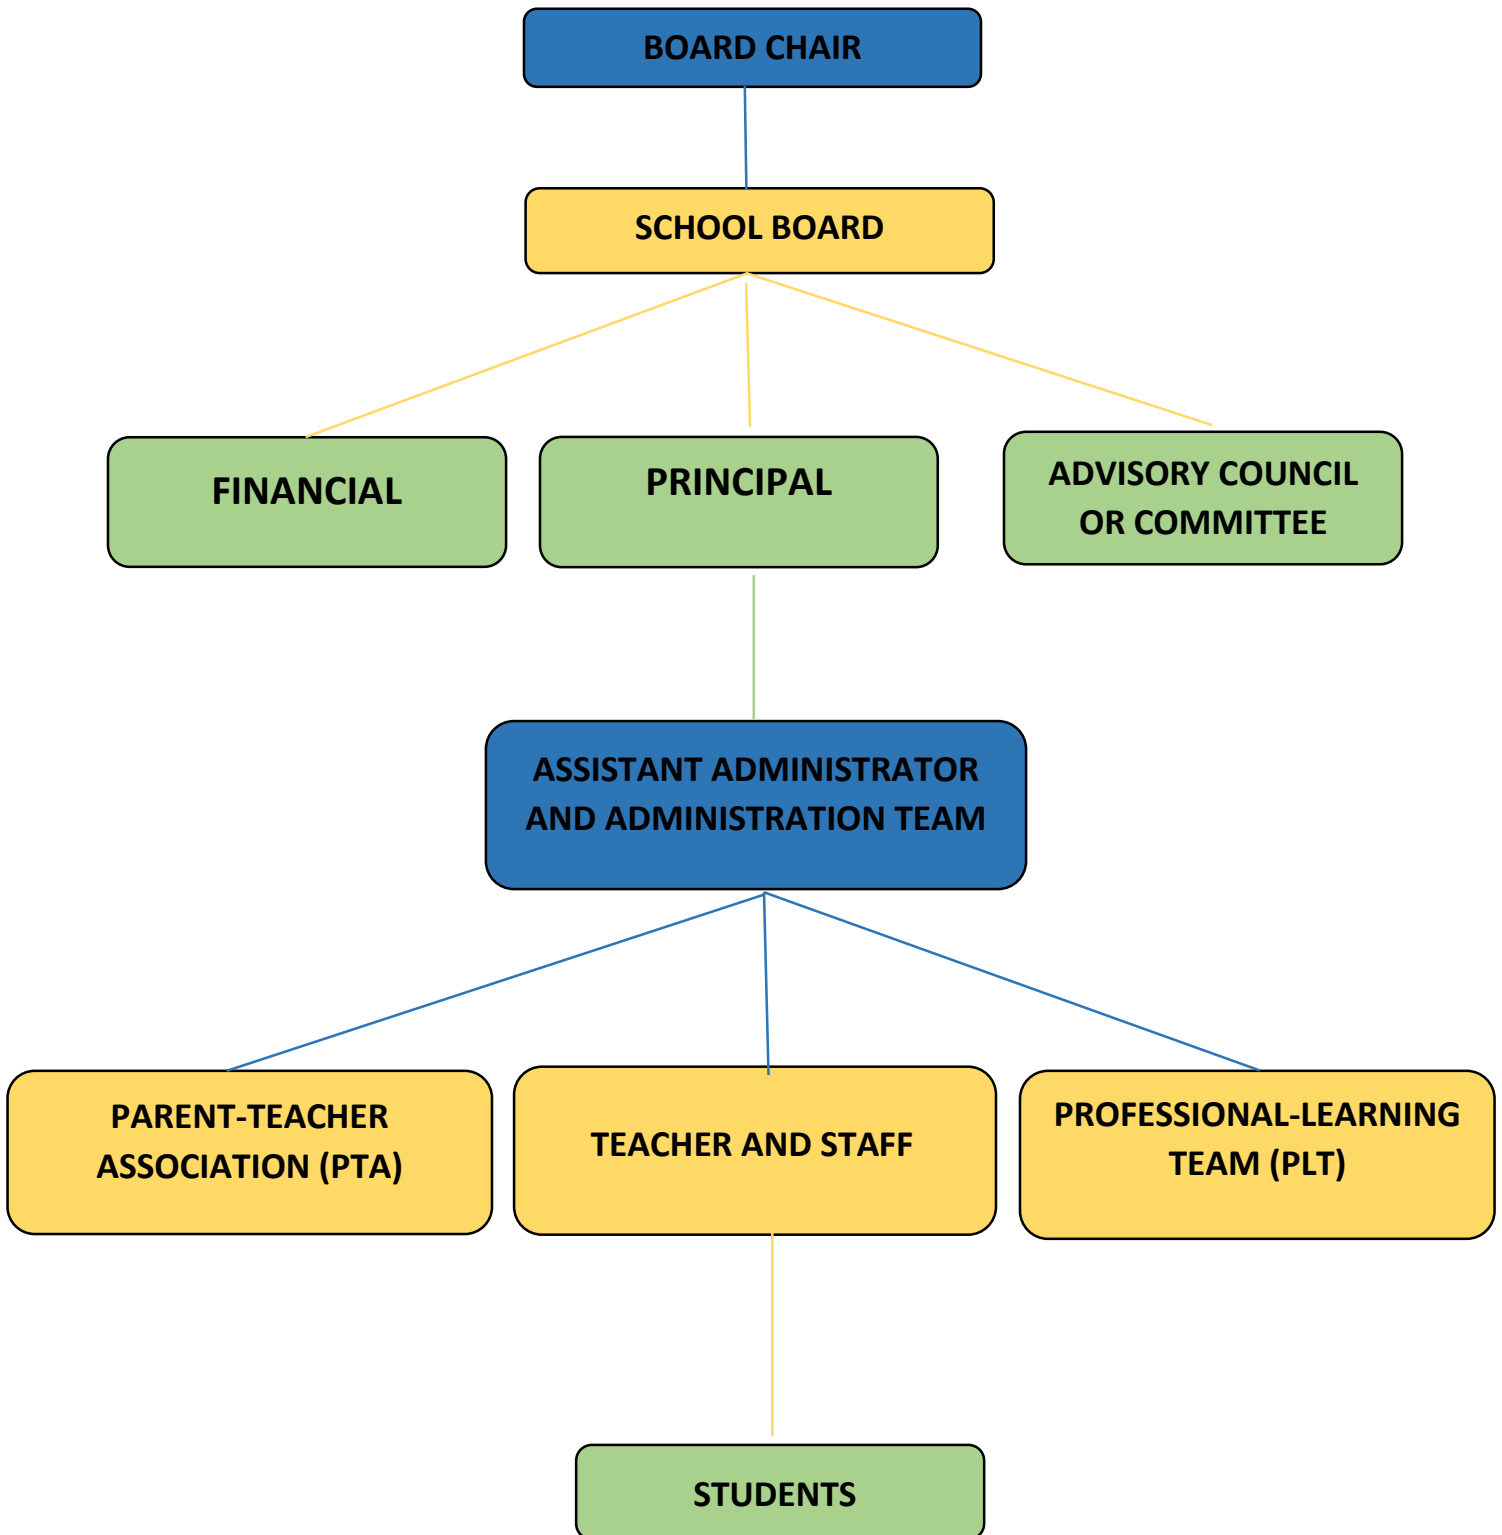 BOARD CHAIR
SCHOOL BOARD
FINANCIAL
PRINCIPAL
ADVISORY COUNCIL
OR COMMITTEE
ASSISTANT ADMINISTRATOR
AND ADMINISTRATION TEAM
PARENT-TEACHER
ASSOCIATION (PTA)
TEACHER AND STAFF
PROFESSIONAL-LEARNING
TEAM (PLT)
STUDENTS